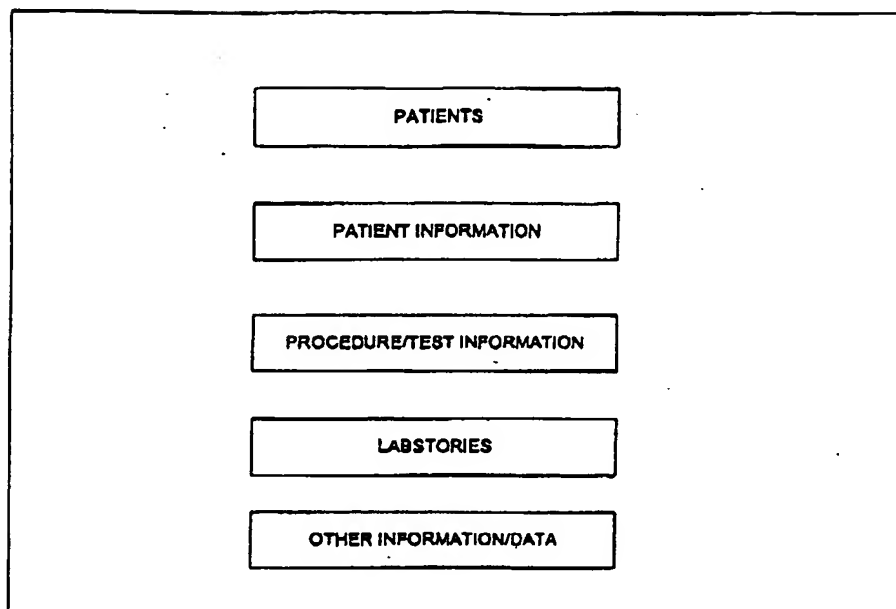 PATIENTS
PATIENT INFORMATION
PROCEDURE/TEST INFORMATION
LABSTORIES
OTHER INFORMATION/DATA